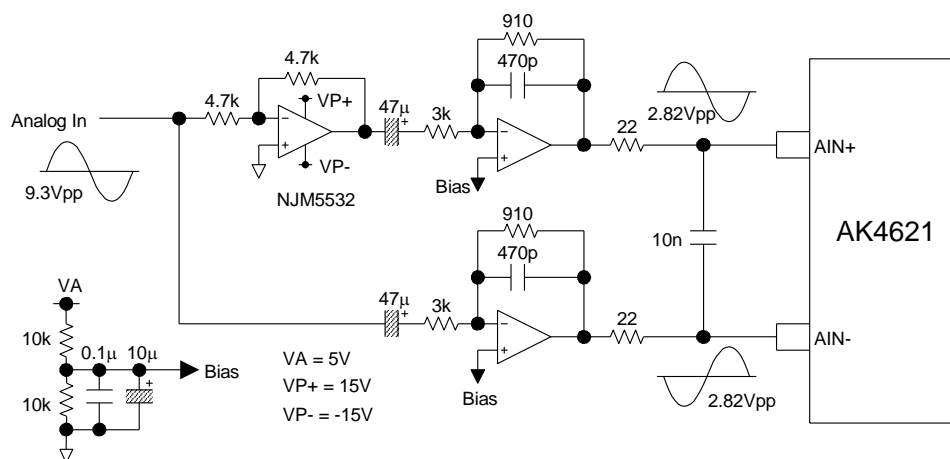 910
4.7k
470p
VP+
47µ
4.7k
3k
2.82Vpp
Analog In
AIN+
22
VP-
Bias
9.3Vpp
NJM5532
910
10n
AK4621
470p
VA
47µ
3k
22
AIN-
10k
0.1µ
10µ
Bias
VA = 5V
10k
VP+ = 15V
Bias
2.82Vpp
VP- = -15V